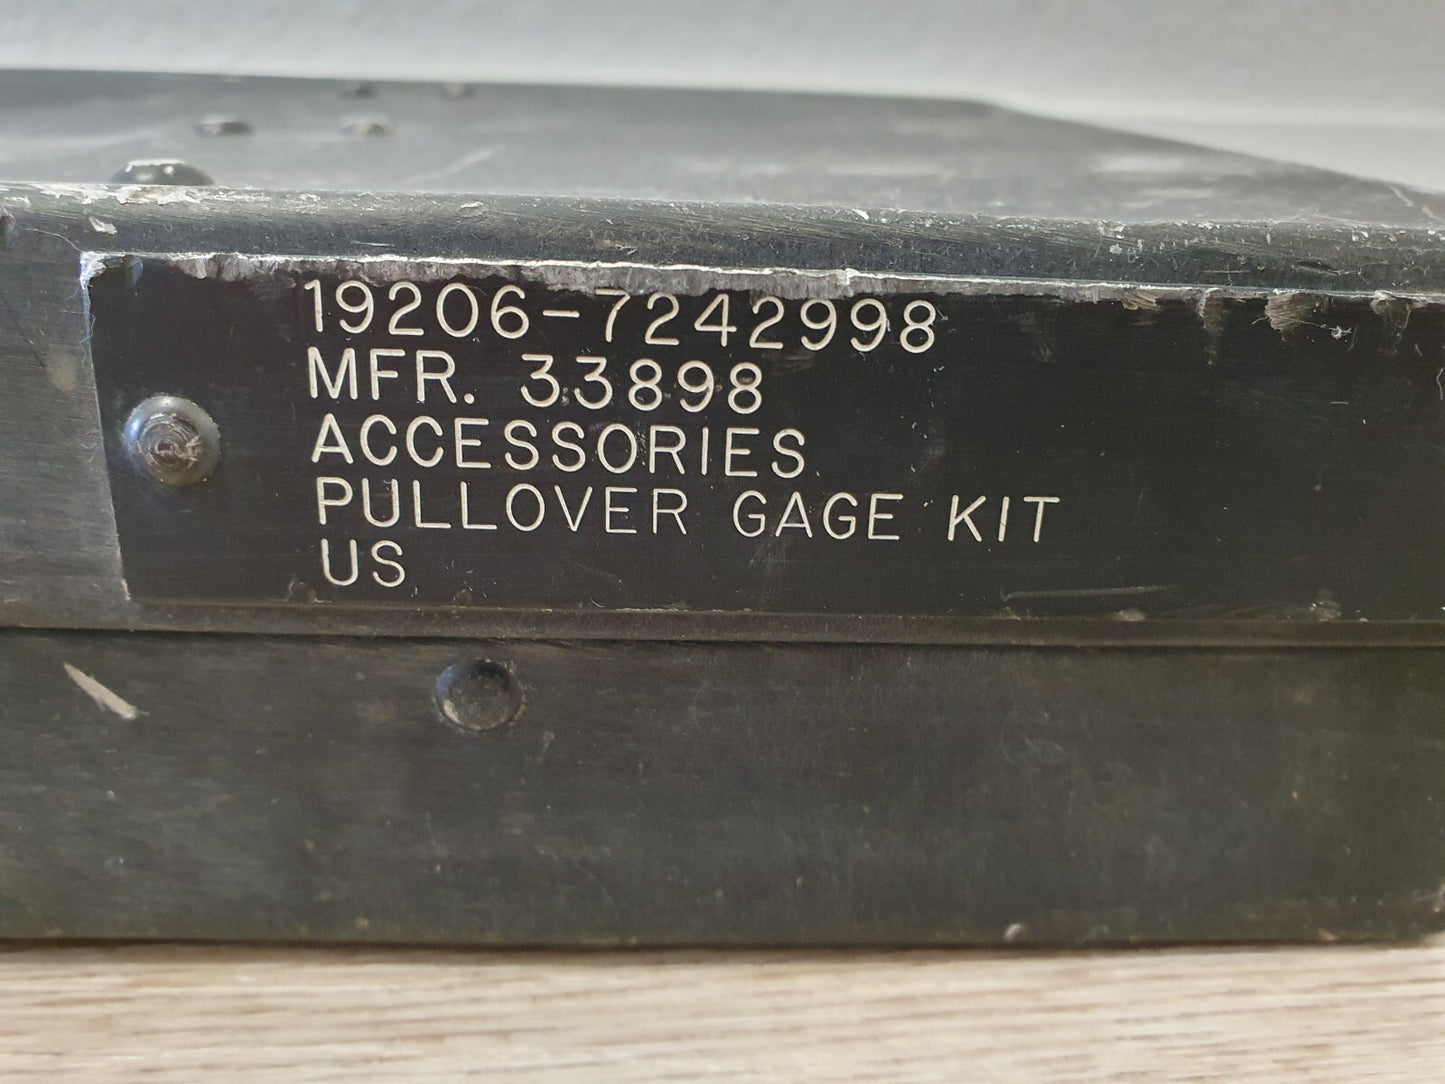 19206-7242998
MFR. 33898
ACCESSORIES
PULLOVER GAGE KIT
US